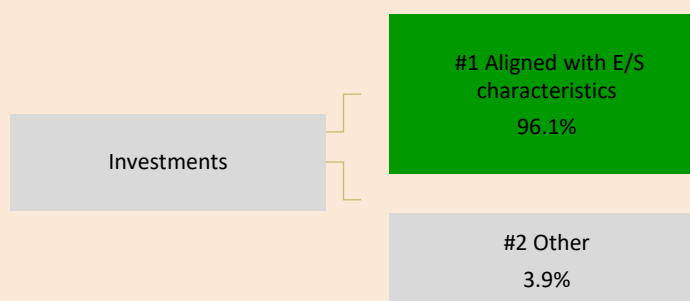 #1 Aligned with E/S
characteristics
96.1%
Investments
#2 Other
3.9%